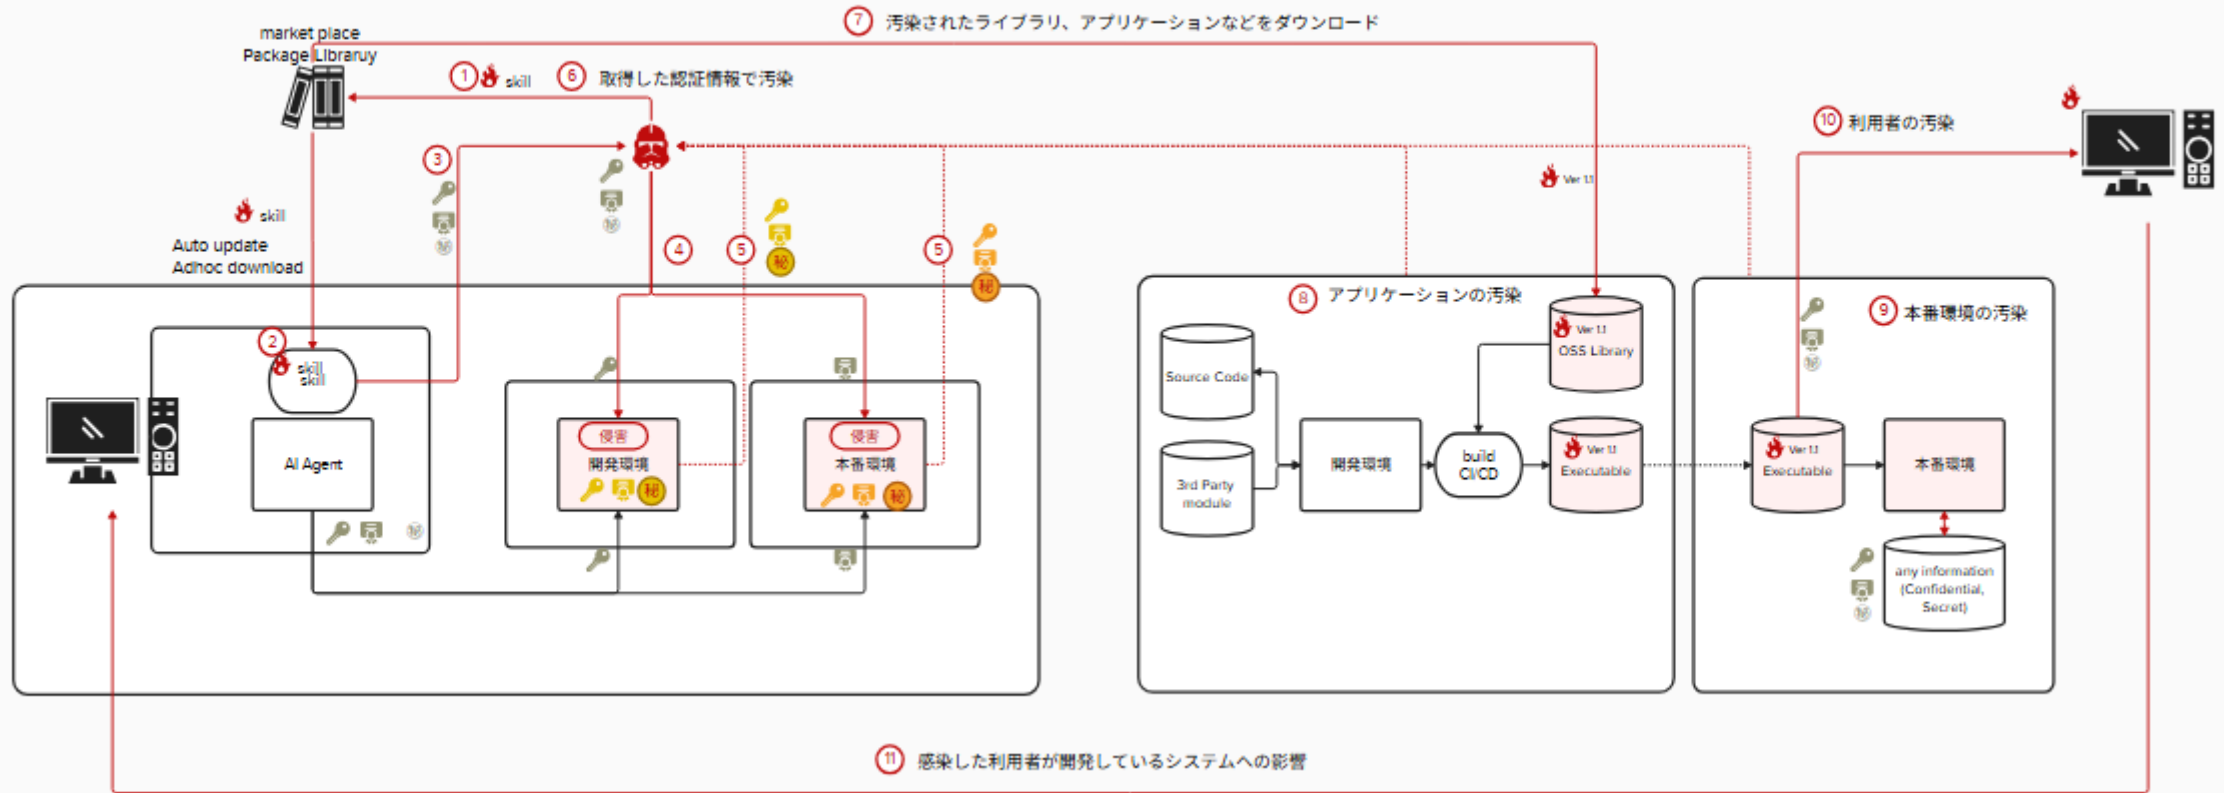 ⑦ 汚染されたライブラリ、アプリケーションなどをダウンロード
market place
Package Libraruy
① skill
⑥ 取得した認証情報で汚染
⑩ 利用者の汚染
③
Ver 1.1
skill
Auto update
Adhoc download
④
⑤
秘
⑤
秘
⑧ アプリケーションの汚染
⑨ 本番環境の汚染
②
skill
skill
AI Agent
侵害
開発環境
秘
侵害
本番環境
秘
Source Code
3rd Party
module
開発環境
build
CI/CD
Ver 1.1
OSS Library
Ver 1.1
Executable
Ver 1.1
Executable
本番環境
any information
(Confidential,
Secret)
⑪ 感染した利用者が開発しているシステムへの影響